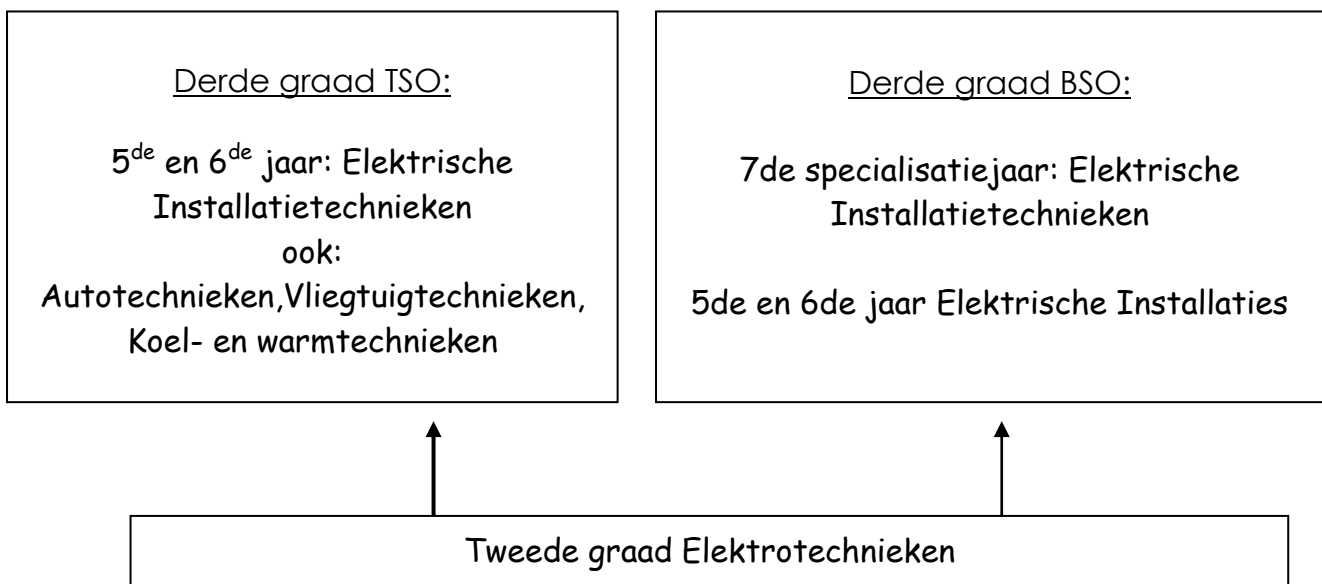 Derde graad TSO:
5de en 6de jaar: Elektrische
Installatietechnieken
ook:
Autotechnieken,Vliegtuigtechnieken,
Koel- en warmtechnieken
Derde graad BSO:
7de specialisatiejaar: Elektrische
Installatietechnieken
5de en 6de jaar Elektrische Installaties
Tweede graad Elektrotechnieken